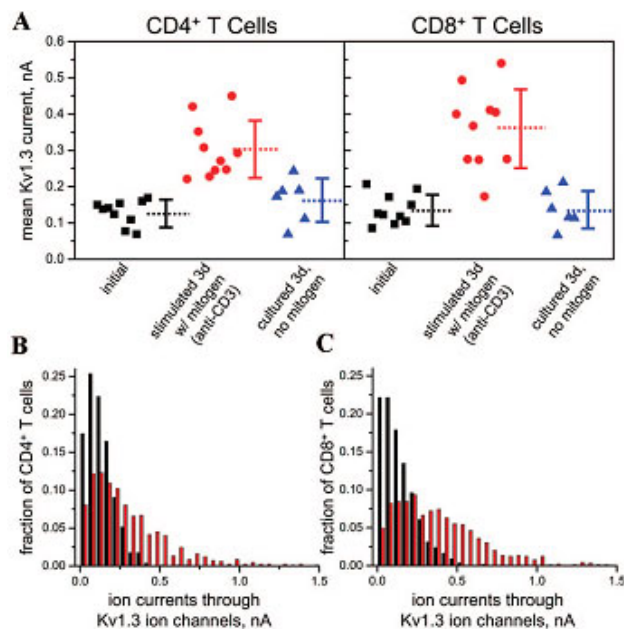 A
CD4⁺ T Cells
CD8⁺ T Cells
mean Kv1.3 current, nA
0.6
0.5
0.4
0.3
0.2
0.1
0.0
initial
stimulated 3d
w/ mitogen
(anti-CD3)
cultured 3d,
no mitogen
initial
stimulated 3d
w/ mitogen
(anti-CD3)
cultured 3d,
no mitogen
B
fraction of CD4⁺ T cells
0.25
0.20
0.15
0.10
0.05
0.00
0.0 0.5 1.0 1.5
ion currents through
Kv1.3 ion channels, nA
C
fraction of CD8⁺ T cells
0.25
0.20
0.15
0.10
0.05
0.00
0.0 0.5 1.0 1.5
ion currents through
Kv1.3 ion channels, nA